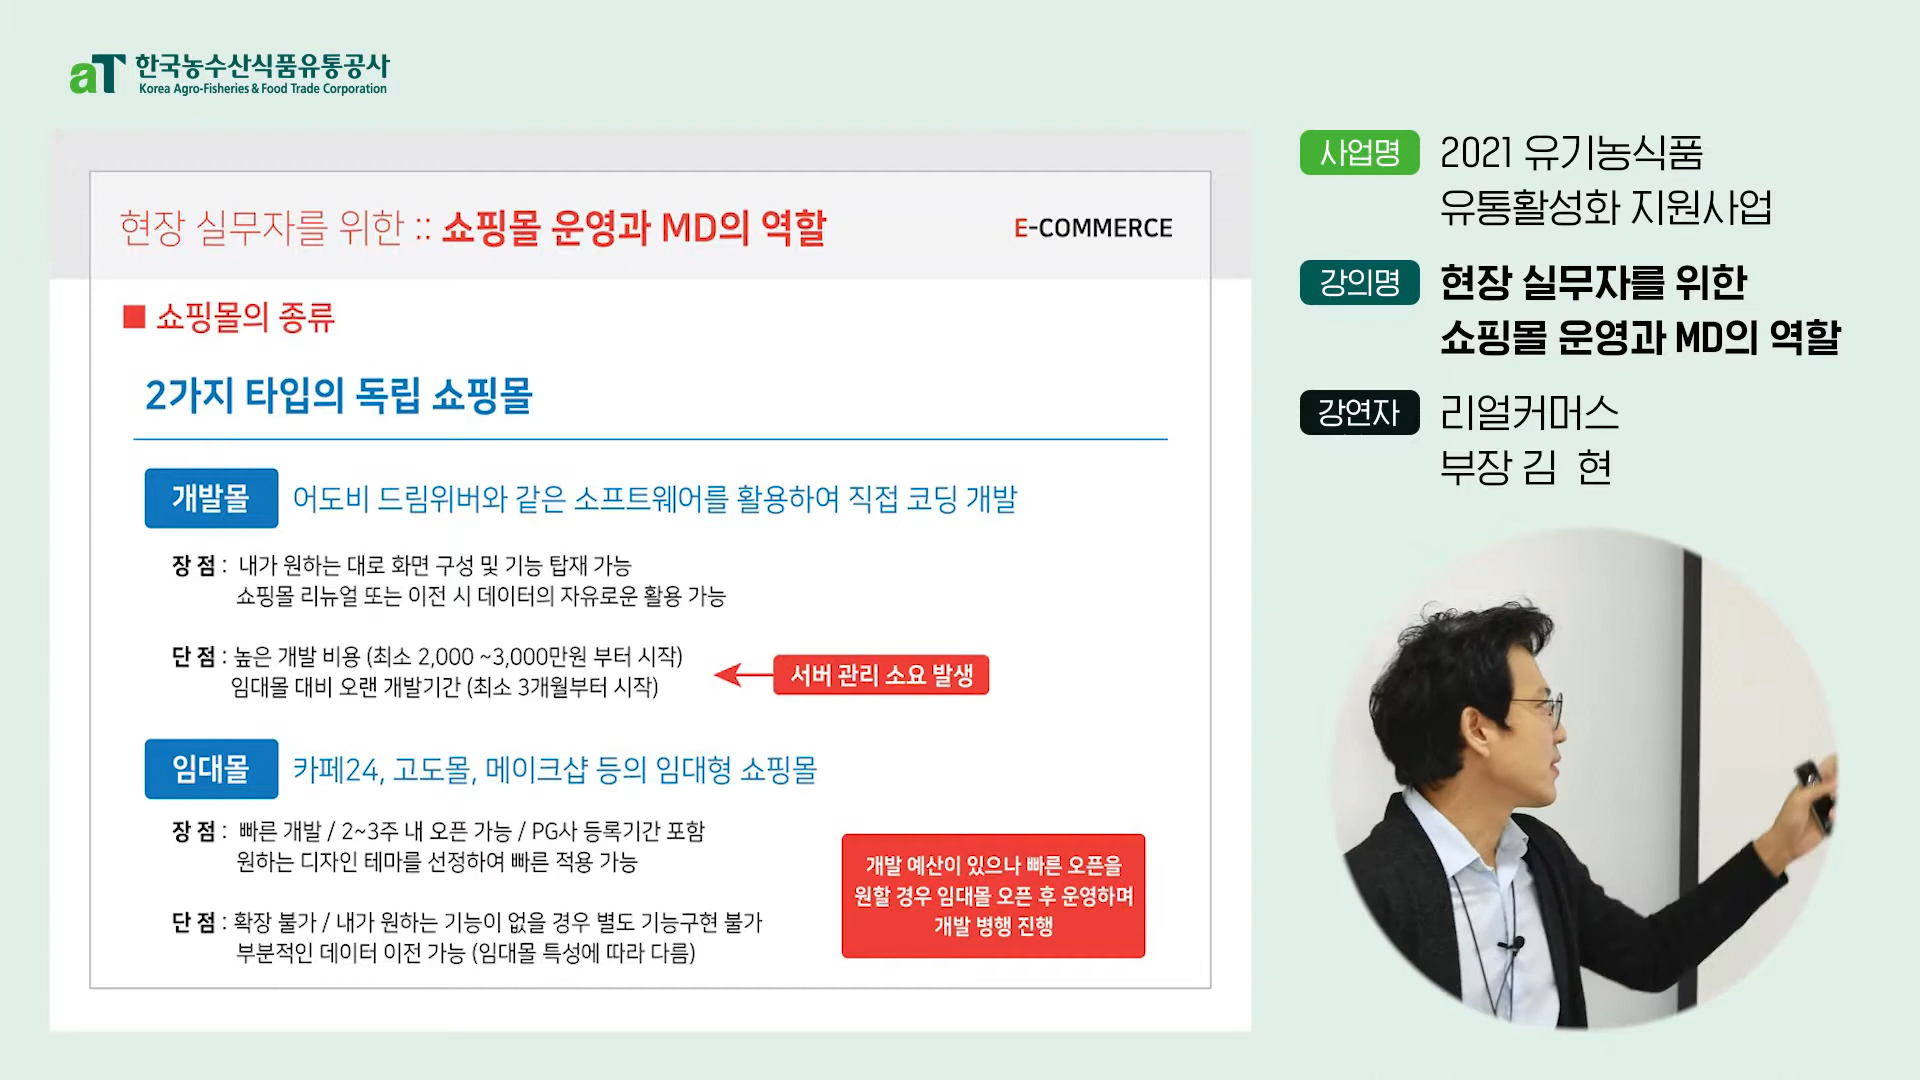 aT 한국농수산식품유통공사
Korea Agro-Fisheries & Food Trade Corporation
현장 실무자를 위한 :: 쇼핑몰 운영과 MD의 역할
E-COMMERCE
■ 쇼핑몰의 종류
2가지 타입의 독립 쇼핑몰
개발몰 어도비 드림위버와 같은 소프트웨어를 활용하여 직접 코딩 개발
장 점 : 내가 원하는 대로 화면 구성 및 기능 탑재 가능
쇼핑몰 리뉴얼 또는 이전 시 데이터의 자유로운 활용 가능
단 점 : 높은 개발 비용 (최소 2,000 ~3,000만원 부터 시작)
임대몰 대비 오랜 개발기간 (최소 3개월부터 시작)
서버 관리 소요 발생
임대몰 카페24, 고도몰, 메이크샵 등의 임대형 쇼핑몰
장 점 : 빠른 개발 / 2~3주 내 오픈 가능 / PG사 등록기간 포함
원하는 디자인 테마를 선정하여 빠른 적용 가능
단 점 : 확장 불가 / 내가 원하는 기능이 없을 경우 별도 기능구현 불가
부분적인 데이터 이전 가능 (임대몰 특성에 따라 다름)
개발 예산이 있으나 빠른 오픈을
원할 경우 임대몰 오픈 후 운영하며
개발 병행 진행
사업명 2021 유기농식품
유통활성화 지원사업
강의명 현장 실무자를 위한
쇼핑몰 운영과 MD의 역할
강연자 리얼커머스
부장 김 현